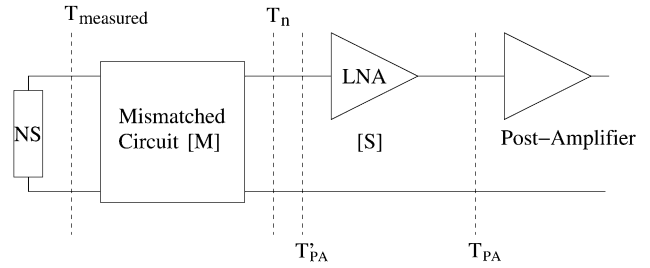 T_measured
T_n
LNA
NS
Mismatched
Circuit [M]
[S]
Post−Amplifier
T'_PA
T_PA